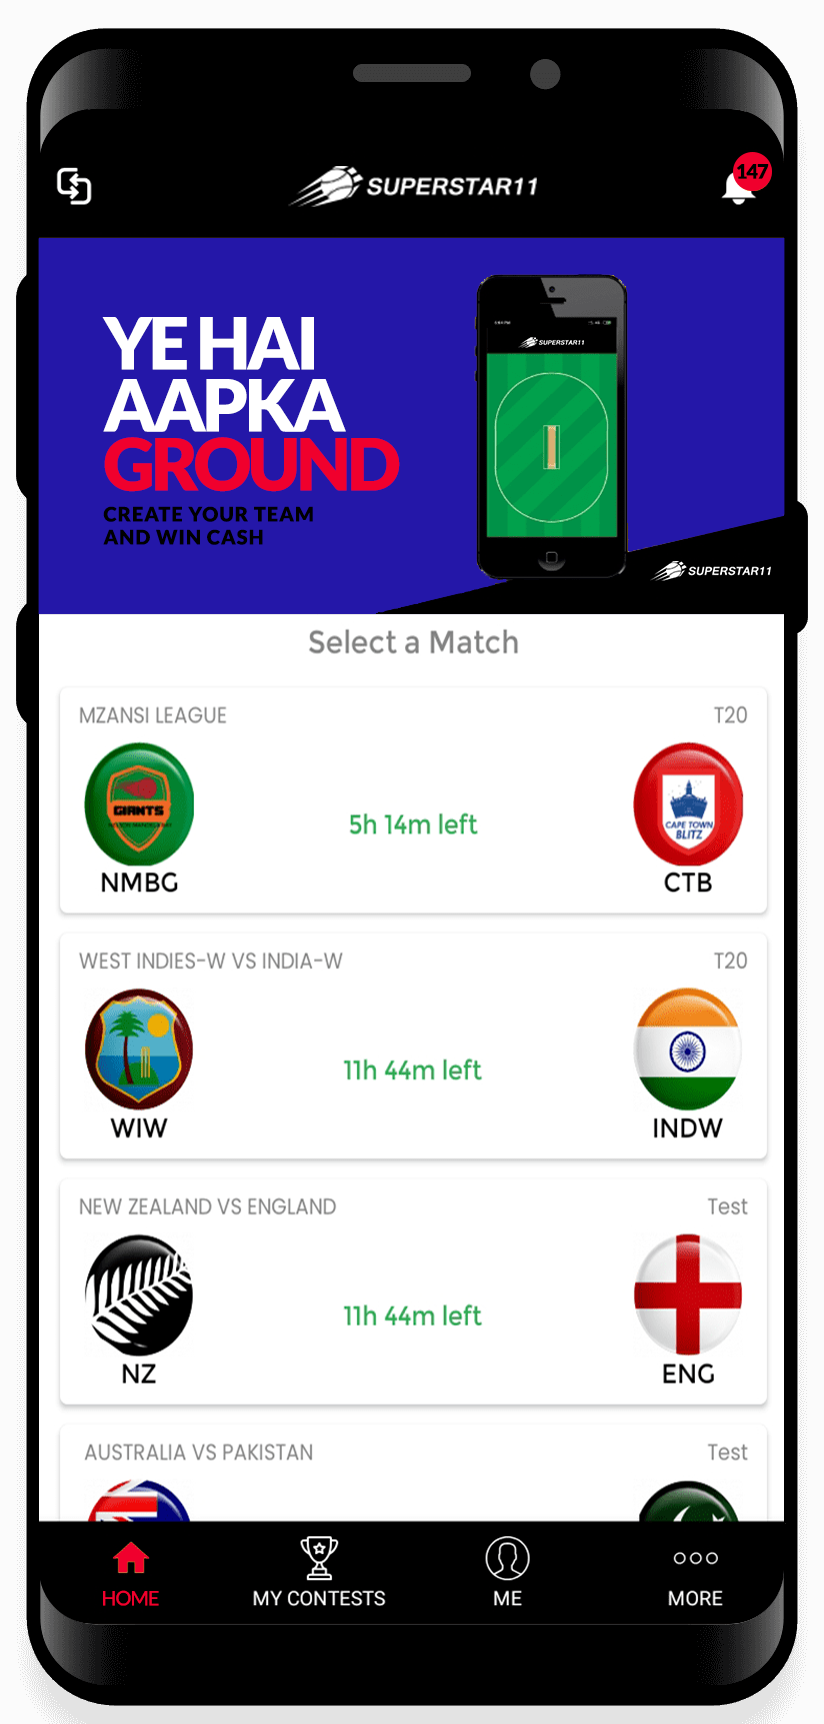 SUPERSTAR11
147
YE HAI
AAPKA
GROUND
CREATE YOUR TEAM
AND WIN CASH
SUPERSTAR11
SUPERSTAR11
Select a Match
MZANSI LEAGUE
T20
GIANTS
CAPE TOWN
BLITZ
5h 14m left
NMBG
CTB
WEST INDIES-W VS INDIA-W
T20
11h 44m left
WIW
INDW
NEW ZEALAND VS ENGLAND
Test
11h 44m left
NZ
ENG
AUSTRALIA VS PAKISTAN
Test
HOME
MY CONTESTS
ME
MORE